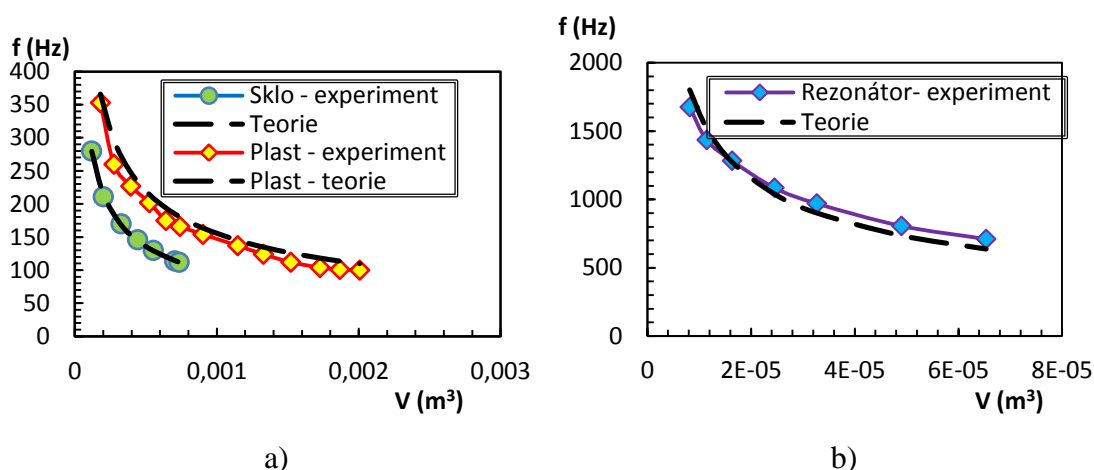 f (Hz)
400
350
300
250
200
150
100
50
0
Sklo - experiment
Teorie
Plast - experiment
Plast - teorie
0 0,001 0,002 0,003
V (m³)
a)
f (Hz)
2000
1500
1000
500
0
Rezonátor- experiment
Teorie
0 2E-05 4E-05 6E-05 8E-05
V (m³)
b)